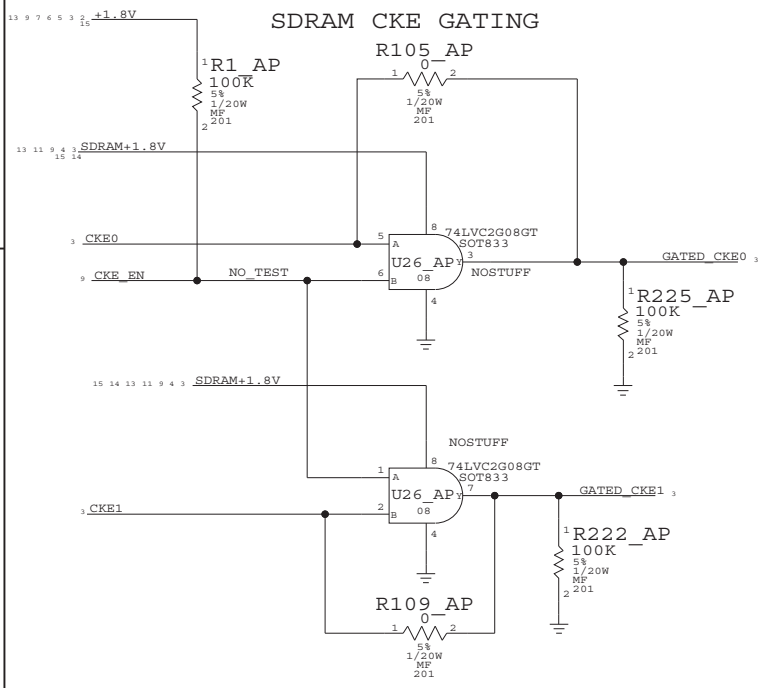 SDRAM CKE GATING
13 9 7 6 5 3 2 +1.8V
15
1 R1_AP
100K
5%
1/20W
MF
2 201
R105_AP
0
1 2
5%
1/20W
MF
201
13 11 9 4 3 SDRAM+1.8V
15 14
3 CKE0
5 A
8
74LVC2G08GT
SOT833
U26_AP Y 3
08
NOSTUFF
9 CKE_EN
NO_TEST
6 B
4
GATED_CKE0 3
1 R225_AP
100K
5%
1/20W
MF
2 201
15 14 13 11 9 4 3 SDRAM+1.8V
NOSTUFF
8
74LVC2G08GT
SOT833
1 A
U26_AP Y 7
08
3 CKE1
2 B
4
GATED_CKE1 3
1 R222_AP
100K
5%
1/20W
MF
2 201
R109_AP
0
1 2
5%
1/20W
MF
201